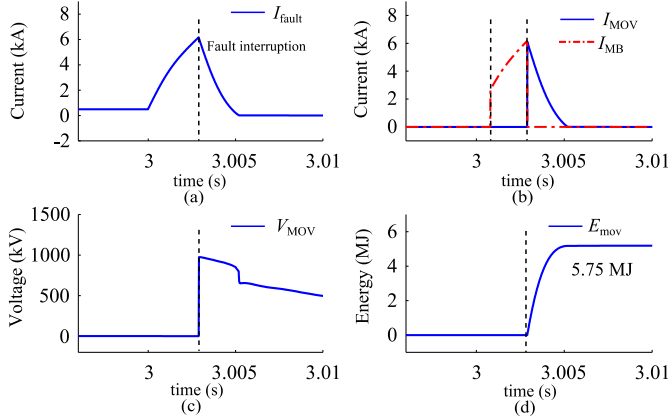 8
6
4
2
0
-2
Current (kA)
I_fault
Fault interruption
3
3.005
3.01
time (s)
(a)
8
6
4
2
0
Current (kA)
I_MOV
I_MB
3
3.005
3.01
time (s)
(b)
1500
1000
500
0
Voltage (kV)
V_MOV
3
3.005
3.01
time (s)
(c)
6
4
2
0
Energy (MJ)
E_mov
5.75 MJ
3
3.005
3.01
time (s)
(d)